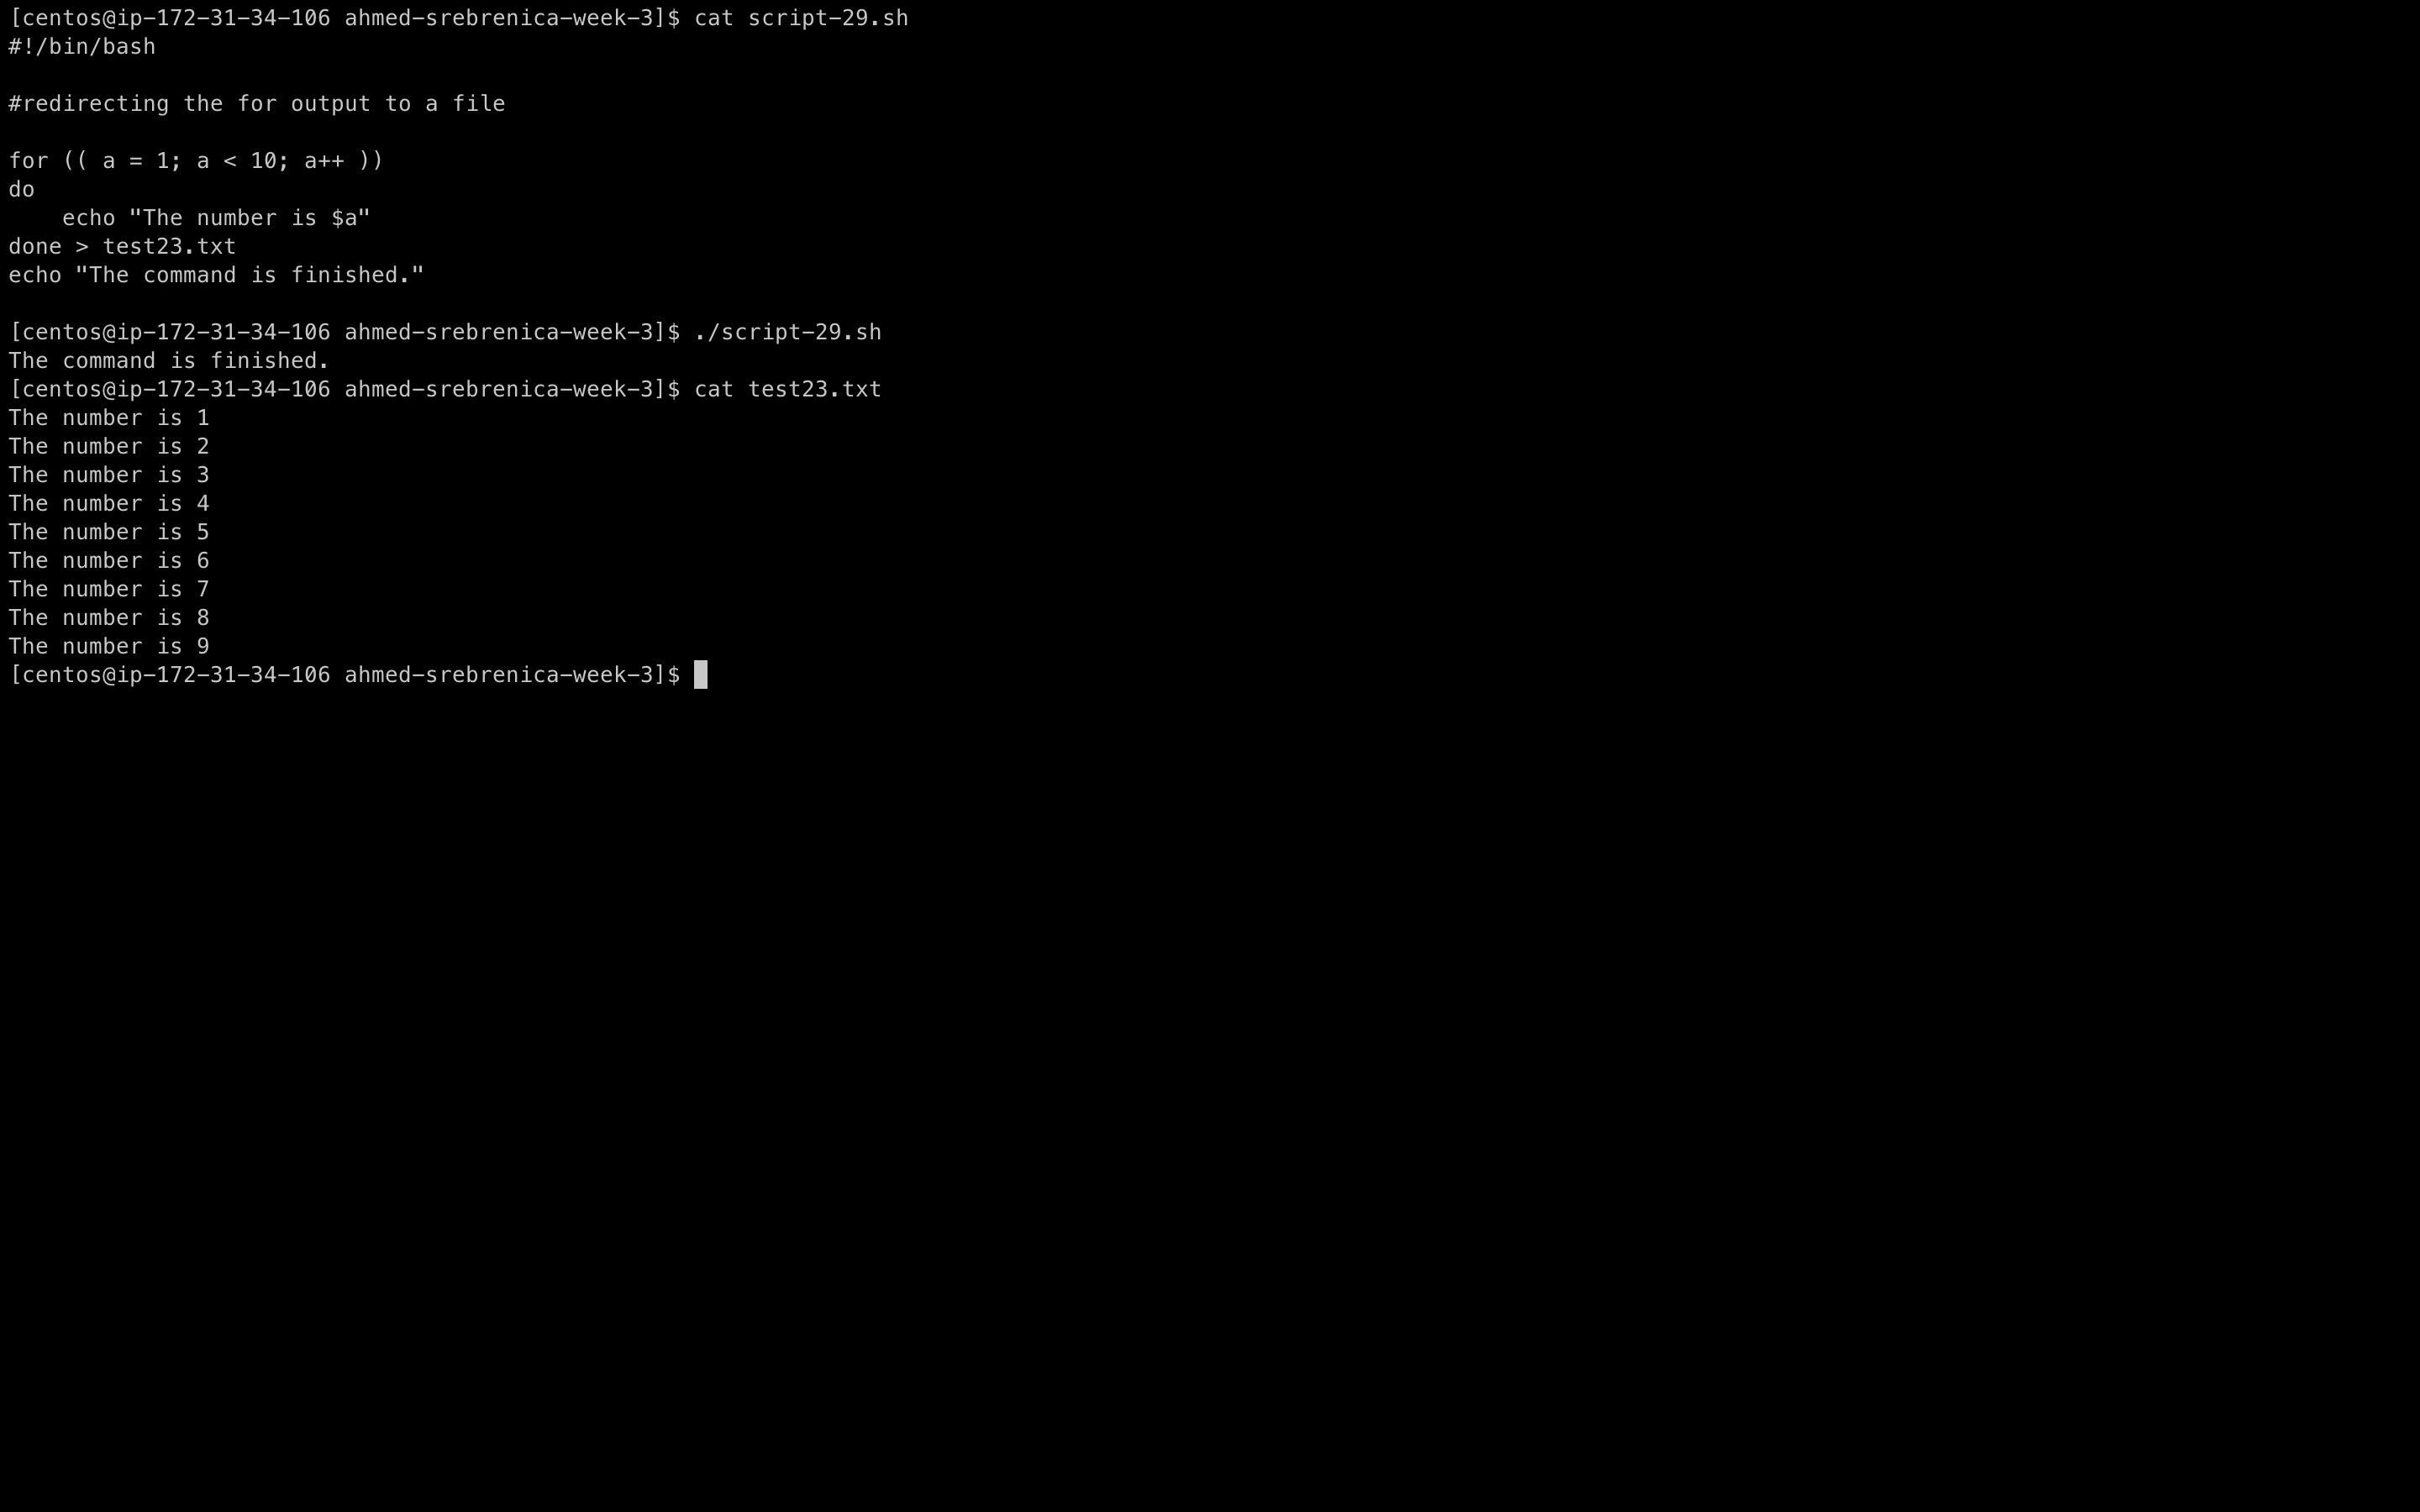 [centos@ip-172-31-34-106 ahmed-srebrenica-week-3]$ cat script-29.sh
#!/bin/bash

#redirecting the for output to a file

for (( a = 1; a < 10; a++ ))
do
    echo "The number is $a"
done > test23.txt
echo "The command is finished."

[centos@ip-172-31-34-106 ahmed-srebrenica-week-3]$ ./script-29.sh
The command is finished.
[centos@ip-172-31-34-106 ahmed-srebrenica-week-3]$ cat test23.txt
The number is 1
The number is 2
The number is 3
The number is 4
The number is 5
The number is 6
The number is 7
The number is 8
The number is 9
[centos@ip-172-31-34-106 ahmed-srebrenica-week-3]$